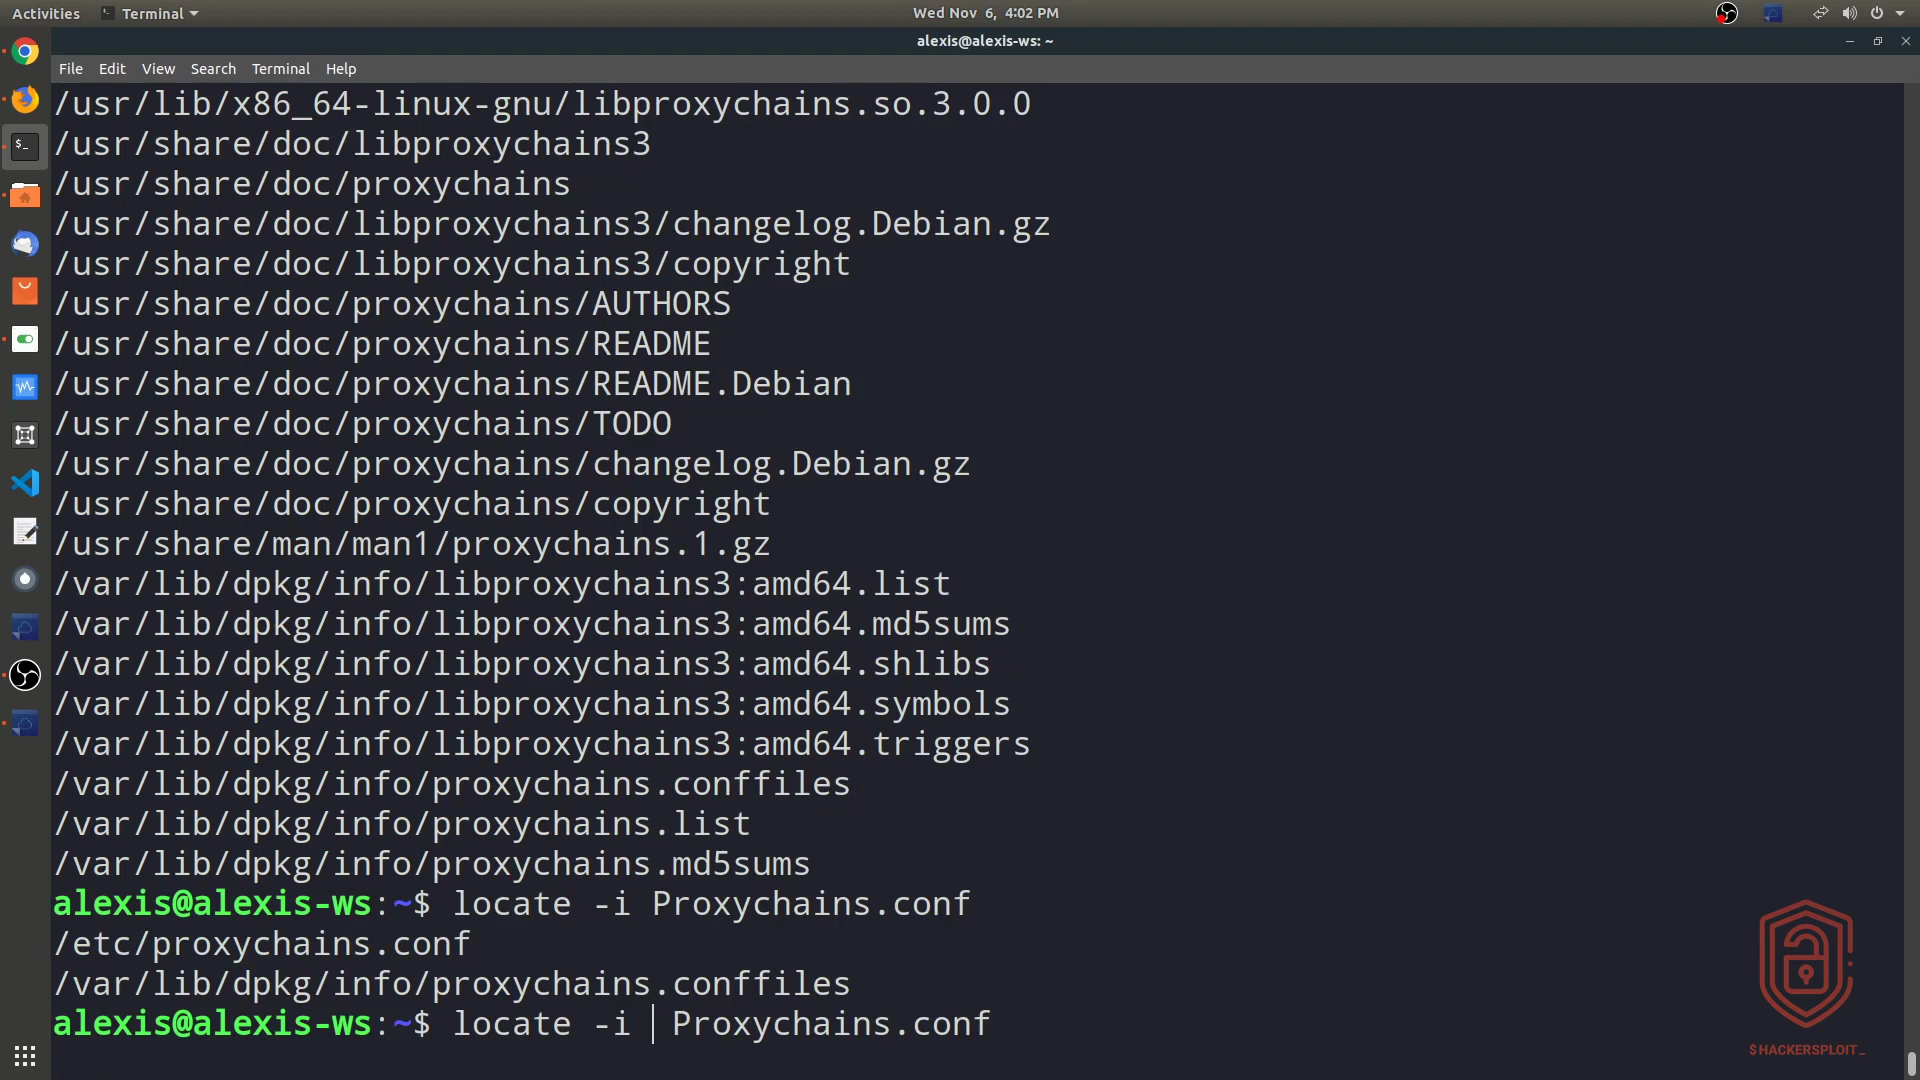 Activities Terminal Wed Nov 6, 4:02 PM
alexis@alexis-ws: ~
File Edit View Search Terminal Help
/usr/lib/x86_64-linux-gnu/libproxychains.so.3.0.0
/usr/share/doc/libproxychains3
/usr/share/doc/proxychains
/usr/share/doc/libproxychains3/changelog.Debian.gz
/usr/share/doc/libproxychains3/copyright
/usr/share/doc/proxychains/AUTHORS
/usr/share/doc/proxychains/README
/usr/share/doc/proxychains/README.Debian
/usr/share/doc/proxychains/TODO
/usr/share/doc/proxychains/changelog.Debian.gz
/usr/share/doc/proxychains/copyright
/usr/share/man/man1/proxychains.1.gz
/var/lib/dpkg/info/libproxychains3:amd64.list
/var/lib/dpkg/info/libproxychains3:amd64.md5sums
/var/lib/dpkg/info/libproxychains3:amd64.shlibs
/var/lib/dpkg/info/libproxychains3:amd64.symbols
/var/lib/dpkg/info/libproxychains3:amd64.triggers
/var/lib/dpkg/info/proxychains.conffiles
/var/lib/dpkg/info/proxychains.list
/var/lib/dpkg/info/proxychains.md5sums
alexis@alexis-ws:~$ locate -i Proxychains.conf
/etc/proxychains.conf
/var/lib/dpkg/info/proxychains.conffiles
alexis@alexis-ws:~$ locate -i  Proxychains.conf
$HACKERSPLOIT_